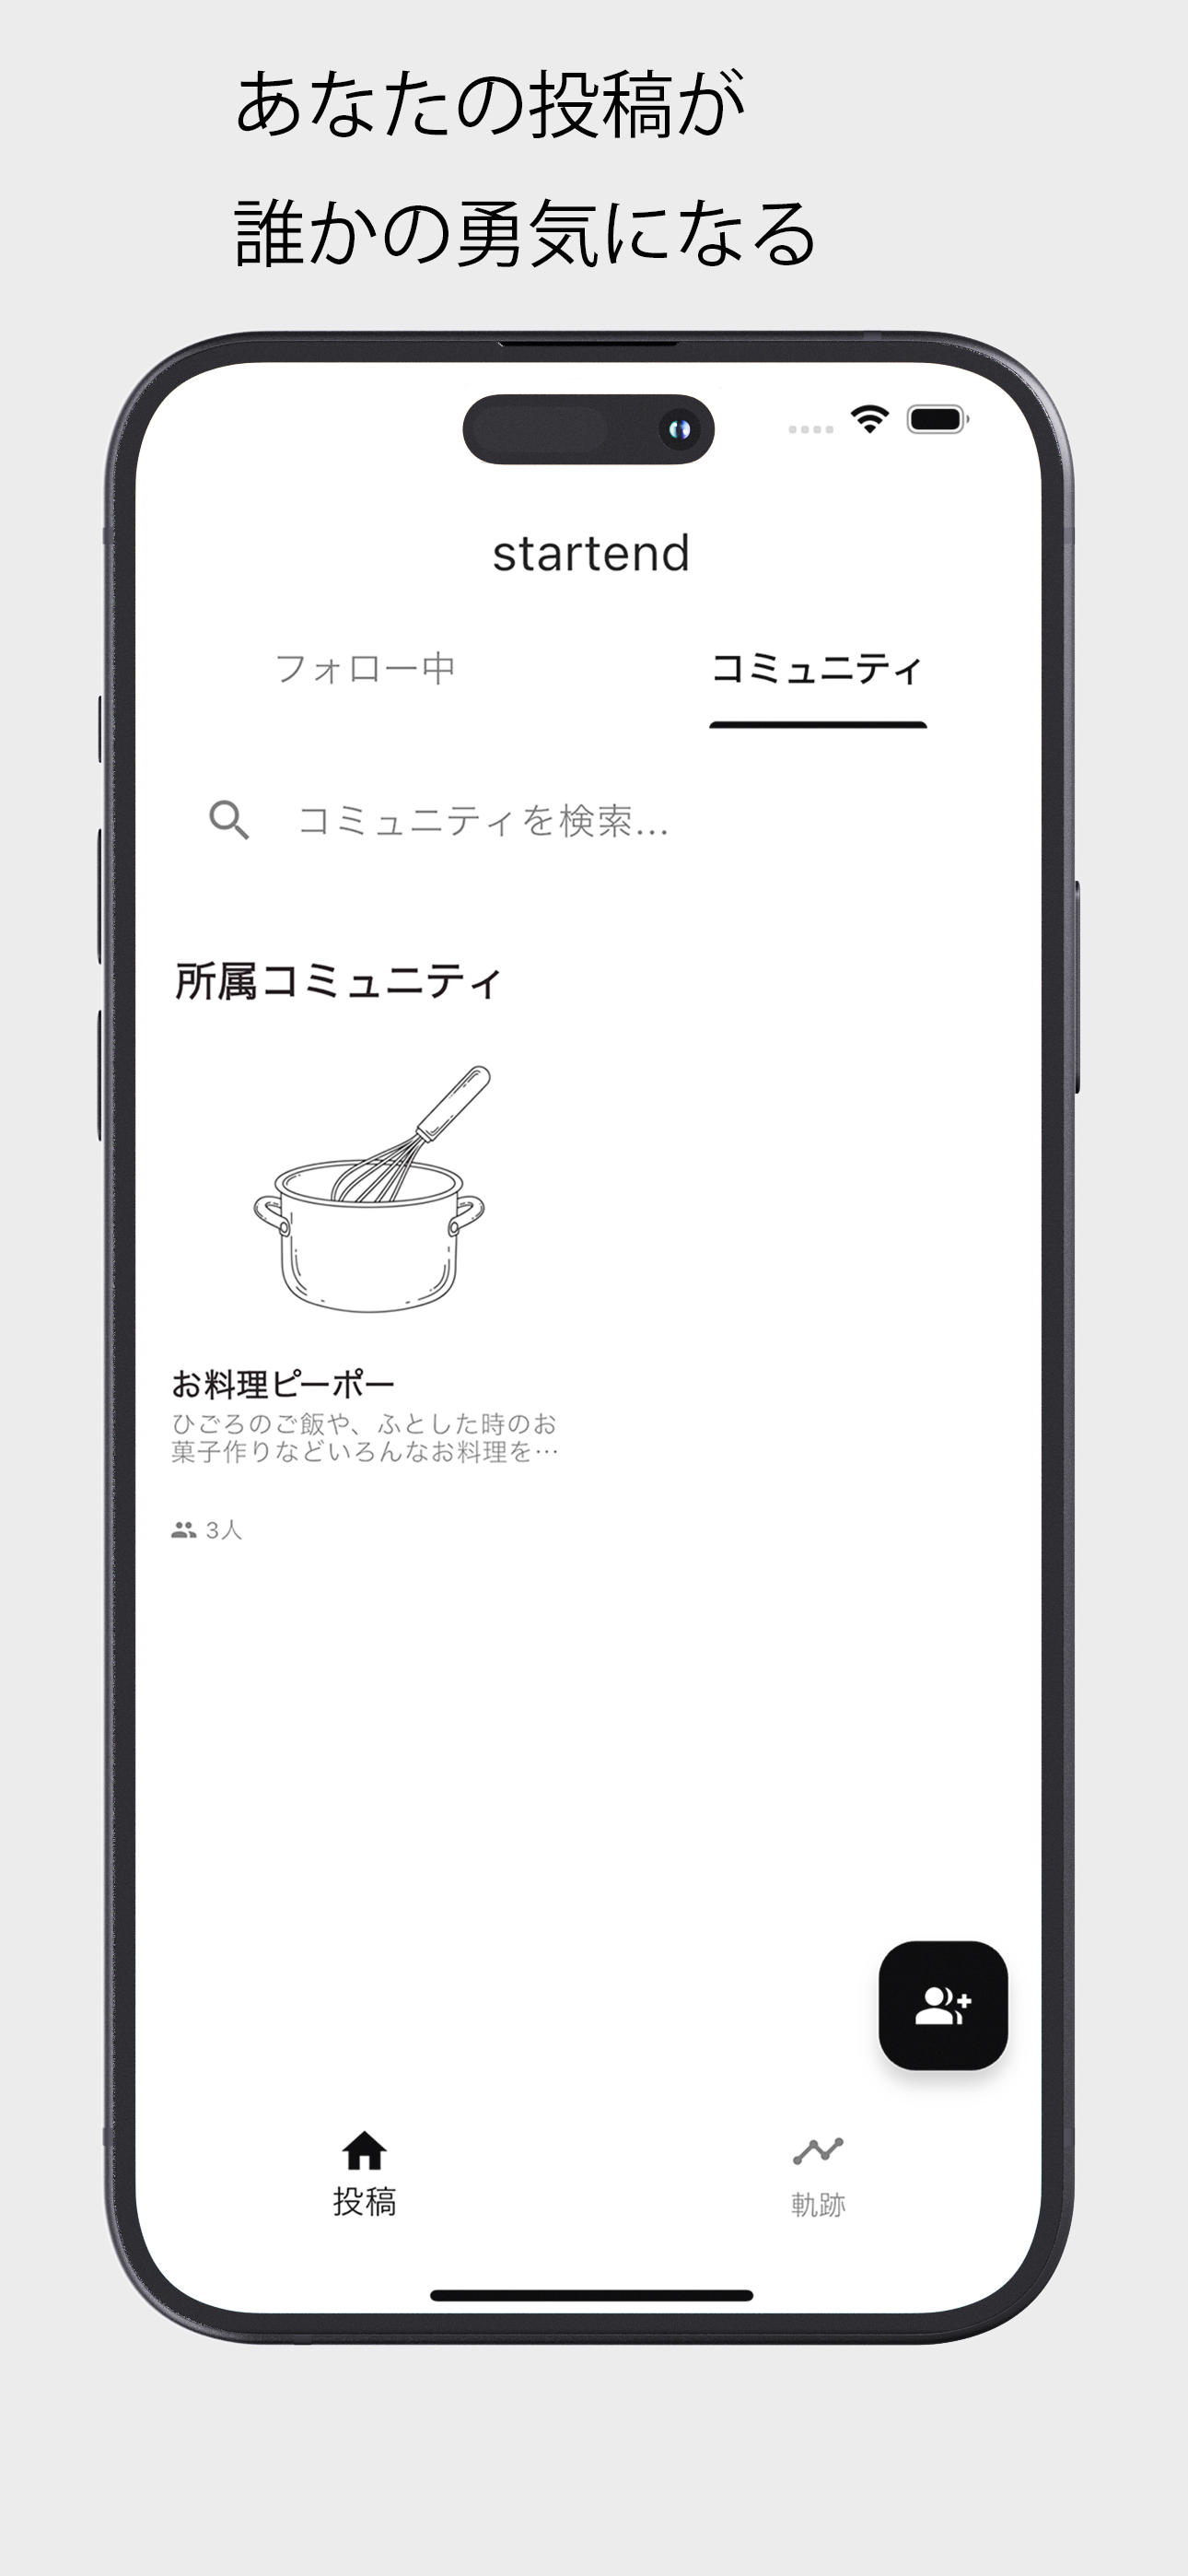 あなたの投稿が
誰かの勇気になる
startend
フォロー中
コミュニティ
コミュニティを検索...
所属コミュニティ
お料理ピーポー
ひごろのご飯や、ふとした時のお
菓子作りなどいろんなお料理を…
3人
投稿
軌跡